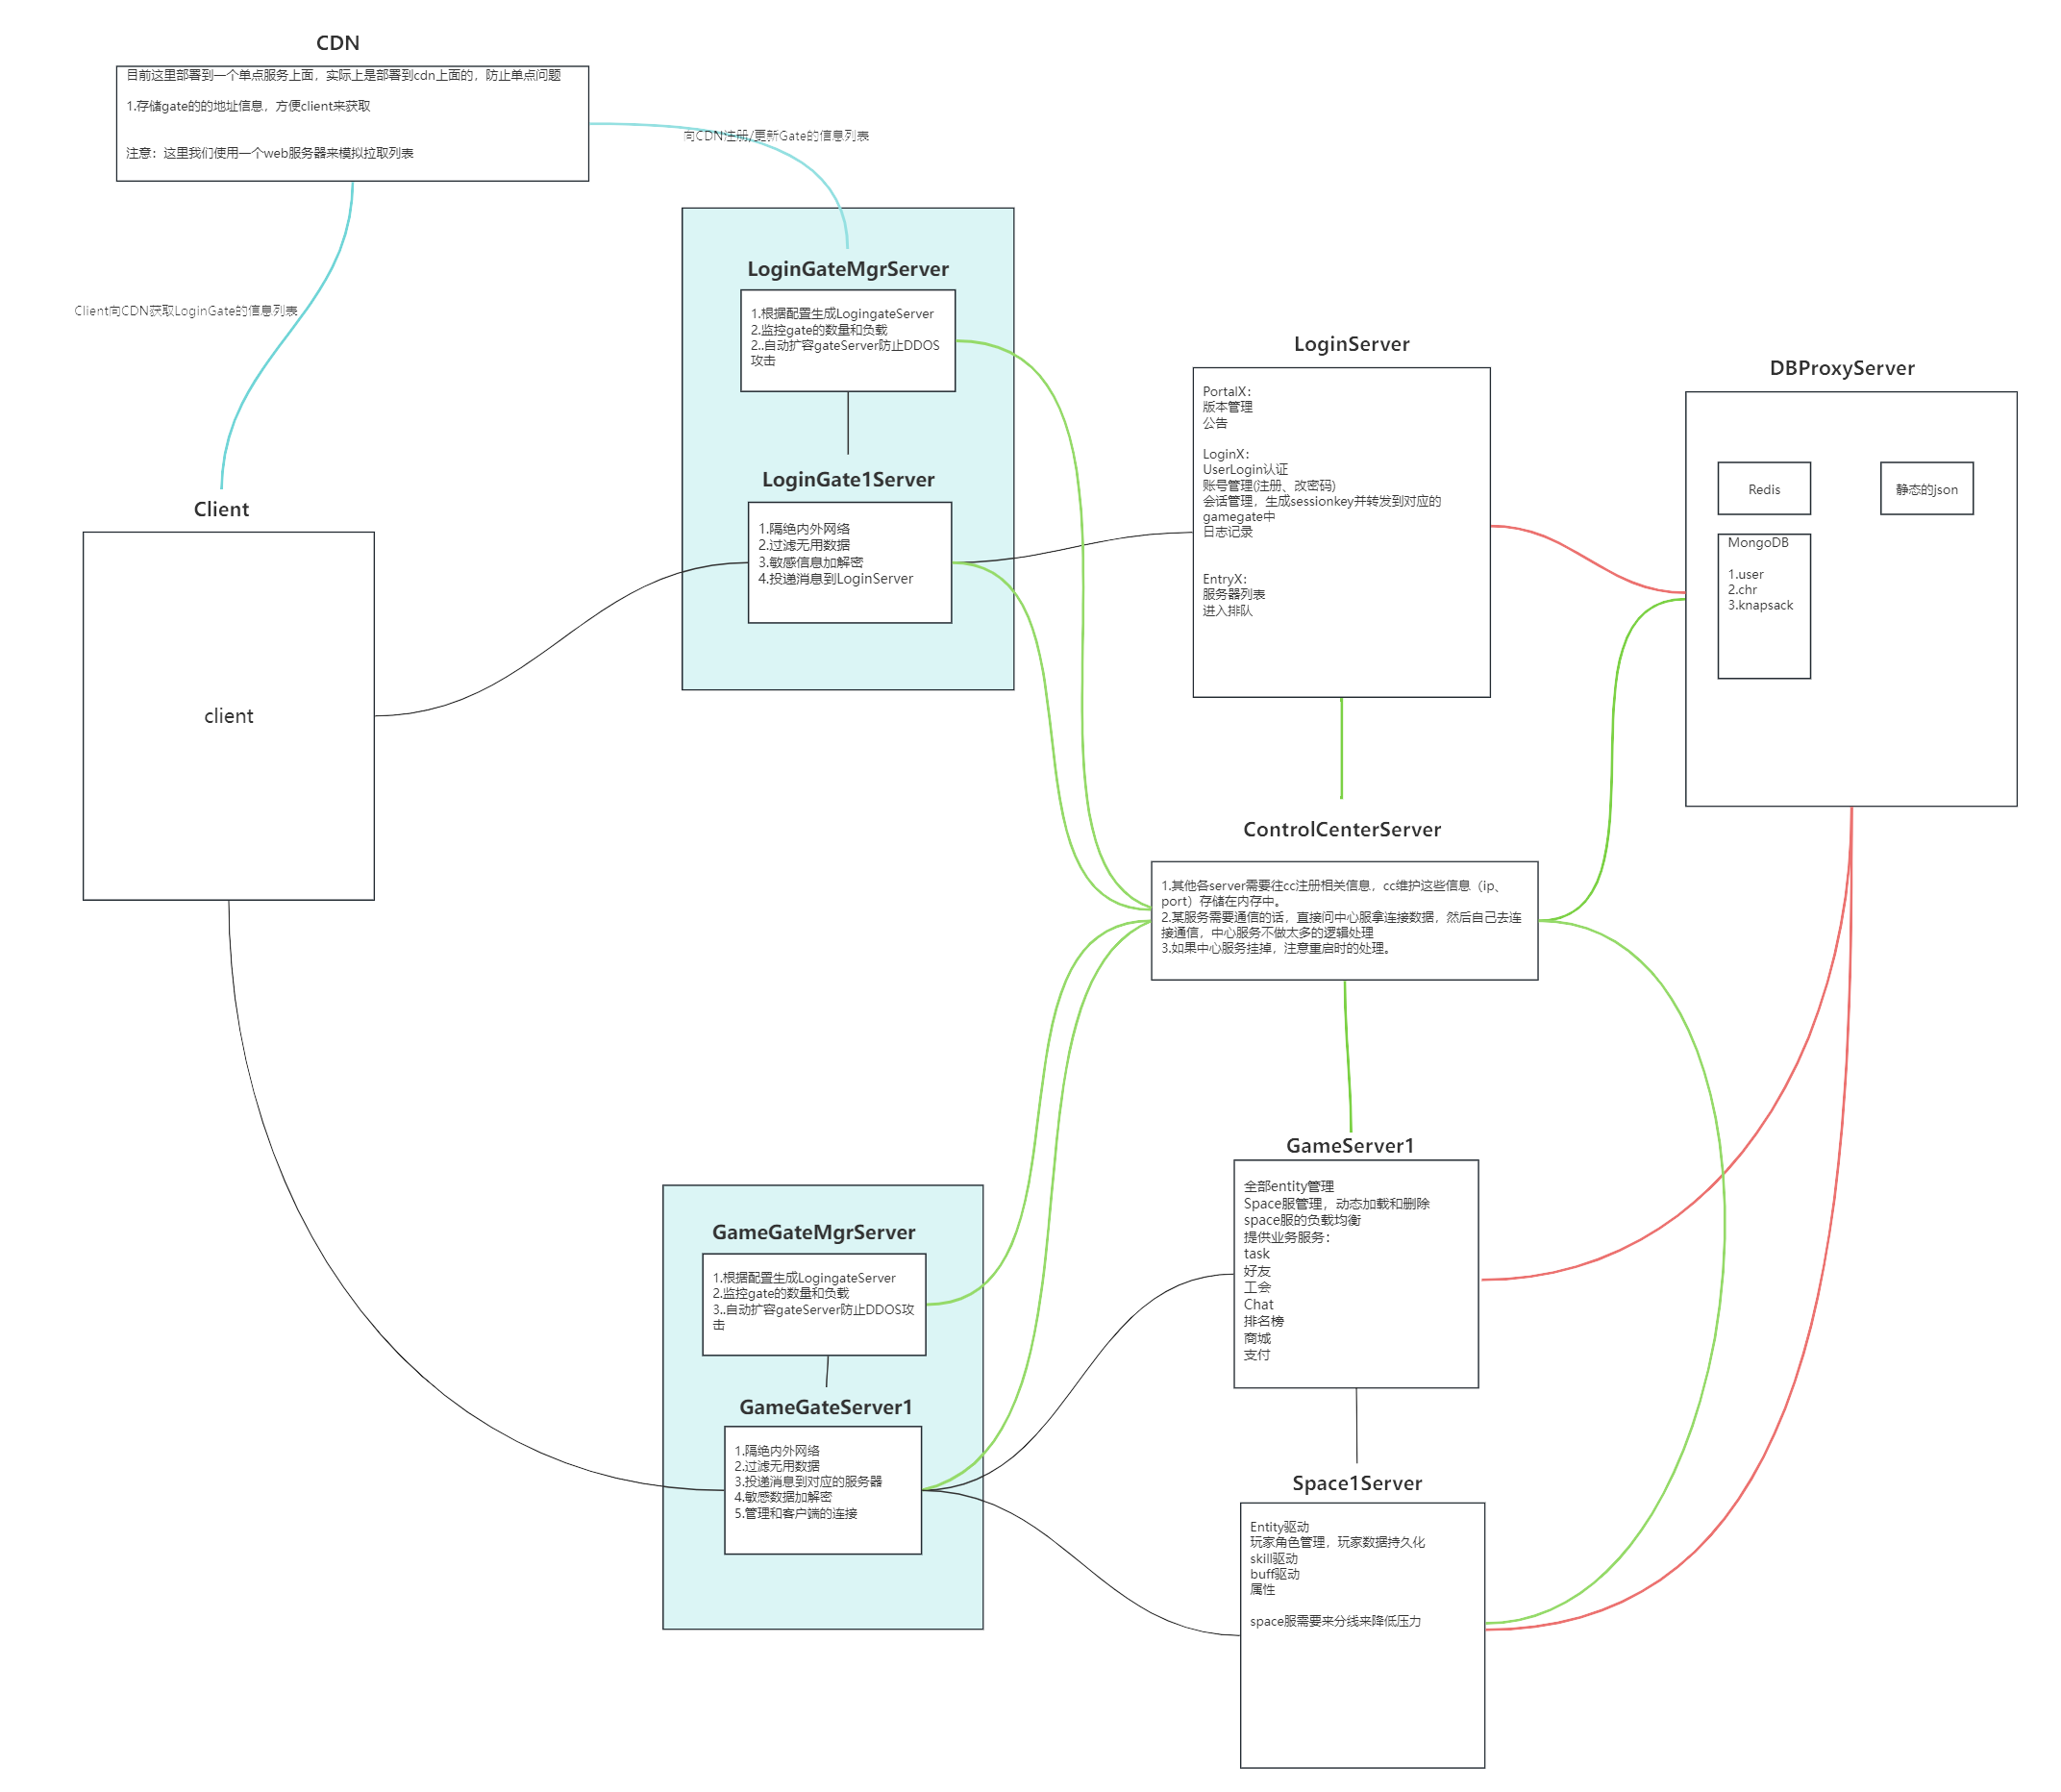 CDN
目前这里部署到一个单点服务上面，实际上是部署到cdn上面的，防止单点问题
1.存储gate的的地址信息，方便client来获取
注意：这里我们使用一个web服务器来模拟拉取列表
向CDN注册/更新Gate的信息列表
Client向CDN获取LoginGate的信息列表
LoginGateMgrServer
1.根据配置生成LogingateServer
2.监控gate的数量和负载
2..自动扩容gateServer防止DDOS
攻击
LoginGate1Server
1.隔绝内外网络
2.过滤无用数据
3.敏感信息加解密
4.投递消息到LoginServer
Client
client
LoginServer
PortalX：
版本管理
公告
LoginX：
UserLogin认证
账号管理(注册、改密码)
会话管理，生成sessionkey并转发到对应的
gamegate中
日志记录
EntryX：
服务器列表
进入排队
DBProxyServer
Redis
静态的json
MongoDB
1.user
2.chr
3.knapsack
ControlCenterServer
1.其他各server需要往cc注册相关信息，cc维护这些信息（ip、
port）存储在内存中。
2.某服务需要通信的话，直接问中心服拿连接数据，然后自己去连
接通信，中心服务不做太多的逻辑处理
3.如果中心服务挂掉，注意重启时的处理。
GameServer1
全部entity管理
Space服管理，动态加载和删除
space服的负载均衡
提供业务服务：
task
好友
工会
Chat
排名榜
商城
支付
GameGateMgrServer
1.根据配置生成LogingateServer
2.监控gate的数量和负载
3..自动扩容gateServer防止DDOS攻
击
GameGateServer1
1.隔绝内外网络
2.过滤无用数据
3.投递消息到对应的服务器
4.敏感数据加解密
5.管理和客户端的连接
Space1Server
Entity驱动
玩家角色管理，玩家数据持久化
skill驱动
buff驱动
属性
space服需要来分线来降低压力